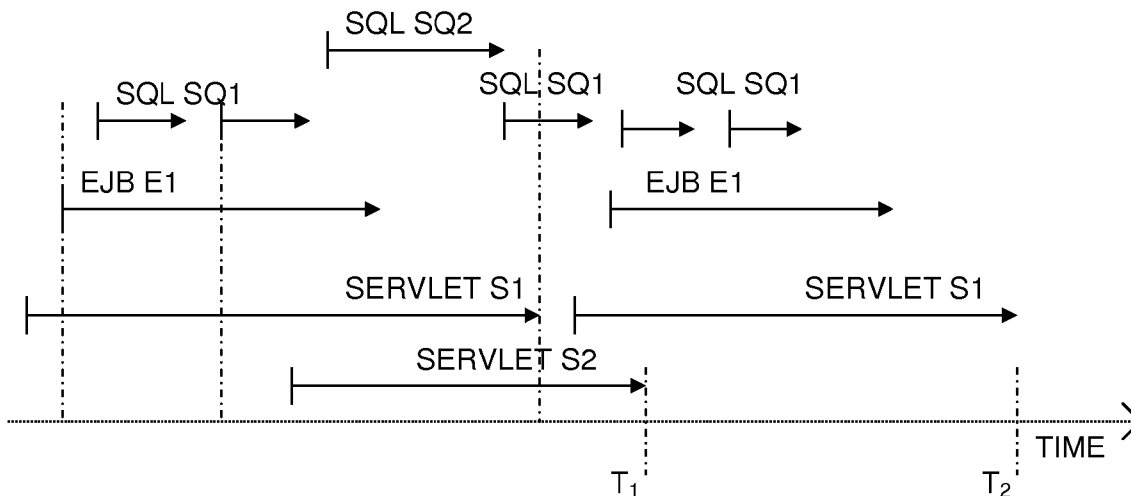 SQL SQ2
SQL SQ1
SQL SQ1
SQL SQ1
EJB E1
EJB E1
SERVLET S1
SERVLET S1
SERVLET S2
TIME
T1
T2